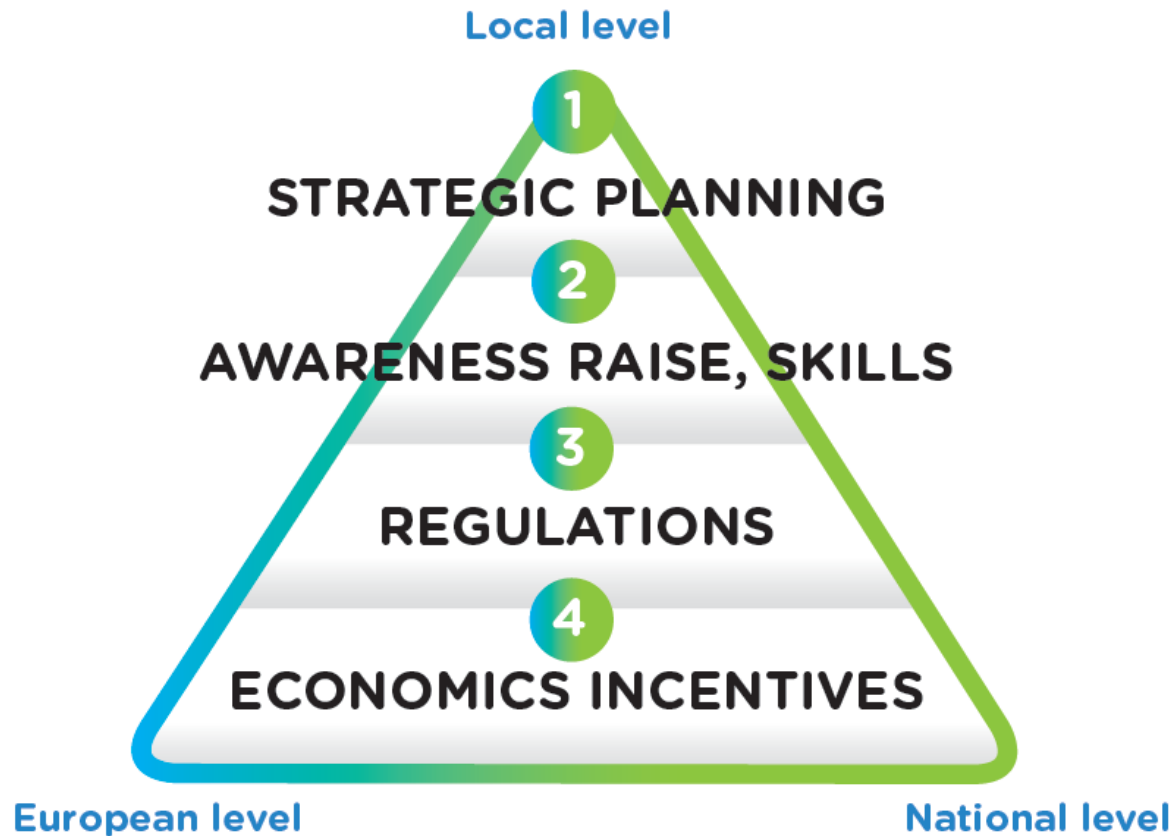 Local level
1
STRATEGIC PLANNING
2
AWARENESS RAISE, SKILLS
3
REGULATIONS
4
ECONOMICS INCENTIVES
European level
National level